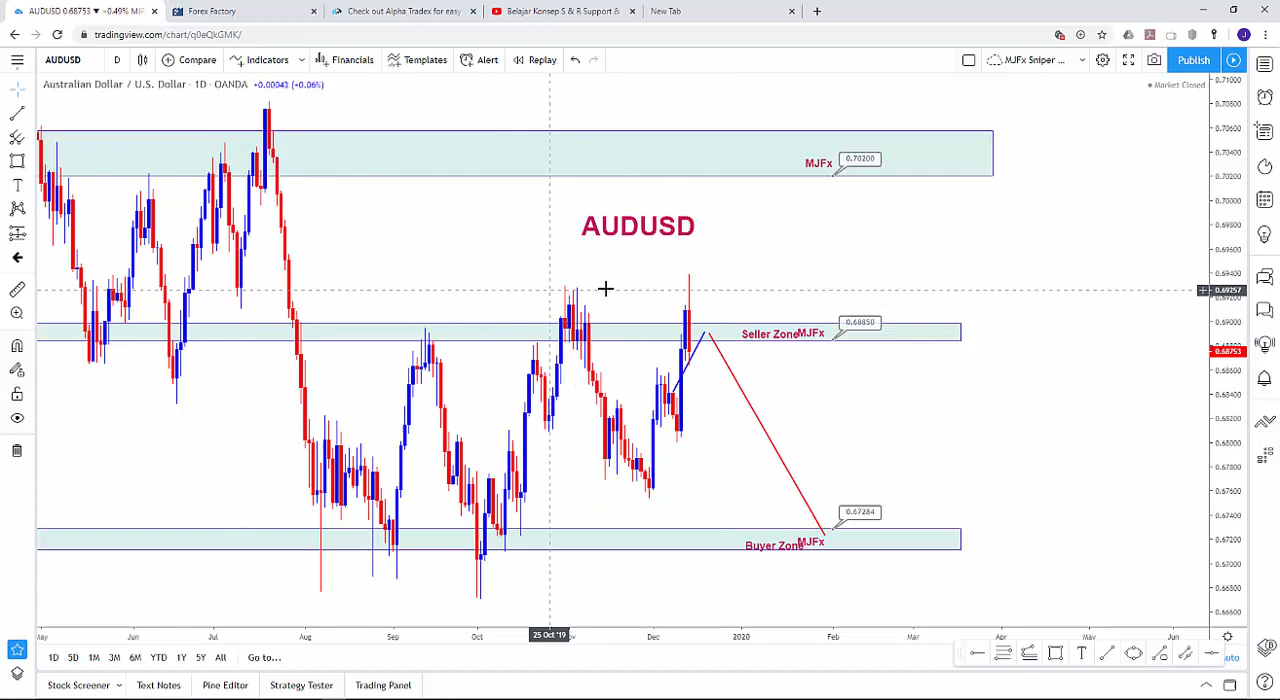 AUDUSD 0.68753 ▼ −0.49% MJF
Forex Factory
Check out Alpha Tradex for easy
Belajar Konsep S & R Support &
New Tab
tradingview.com/chart/q0eQkGMK/
AUDUSD D Compare Indicators Financials Templates Alert Replay MJFx Sniper ... Publish
Australian Dollar / U.S. Dollar · 1D · OANDA +0.00043 (+0.06%)
Market Closed
0.71000
0.70800
0.70600
0.70400
0.70200
0.70000
0.69800
0.69600
0.69400
0.69257
0.69200
0.69000
0.68753
0.68600
0.68400
0.68200
0.68000
0.67800
0.67600
0.67400
0.67200
0.67000
0.66800
0.66600
MJFx 0.70200
AUDUSD
Seller Zone MJFx 0.68850
Buyer Zone MJFx 0.67284
May Jun Jul Aug Sep Oct 25 Oct '19 Dec 2020 Feb Mar Apr May Jun
1D 5D 1M 3M 6M YTD 1Y 5Y All Go to...
Stock Screener Text Notes Pine Editor Strategy Tester Trading Panel